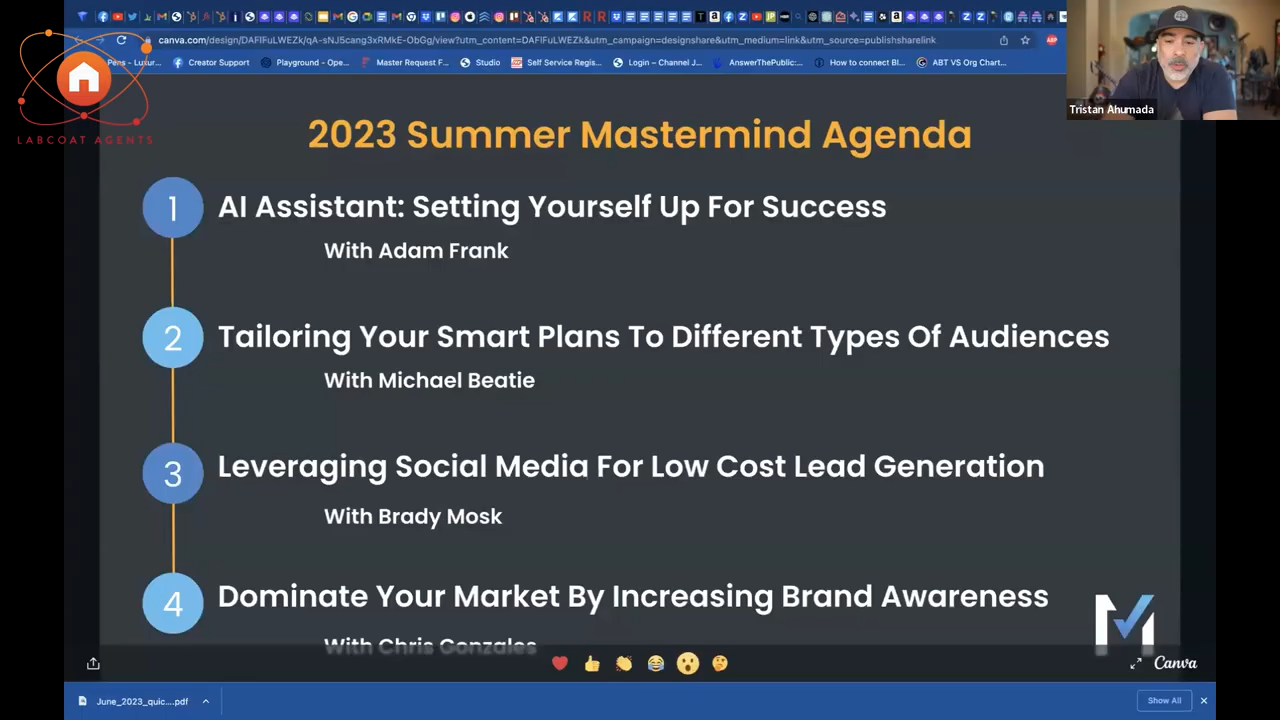 canva.com/design/DAFlFuLWEZk/qA-sNJ5cang3xRMkE-ObGg/view?utm_content=DAFlFuLWEZk&utm_campaign=designshare&utm_medium=link&utm_source=publishsharelink
Pens - Luxur... Creator Support Playground - Ope... Master Request F... Studio Self Service Regis... Login – Channel J... AnswerThePublic:... How to connect Bl... ABT VS Org Chart...
Tristan Ahumada
LABCOAT AGENTS
2023 Summer Mastermind Agenda
1 AI Assistant: Setting Yourself Up For Success
With Adam Frank
2 Tailoring Your Smart Plans To Different Types Of Audiences
With Michael Beatie
3 Leveraging Social Media For Low Cost Lead Generation
With Brady Mosk
4 Dominate Your Market By Increasing Brand Awareness
With Chris Gonzales
Canva
June_2023_quic....pdf
Show All